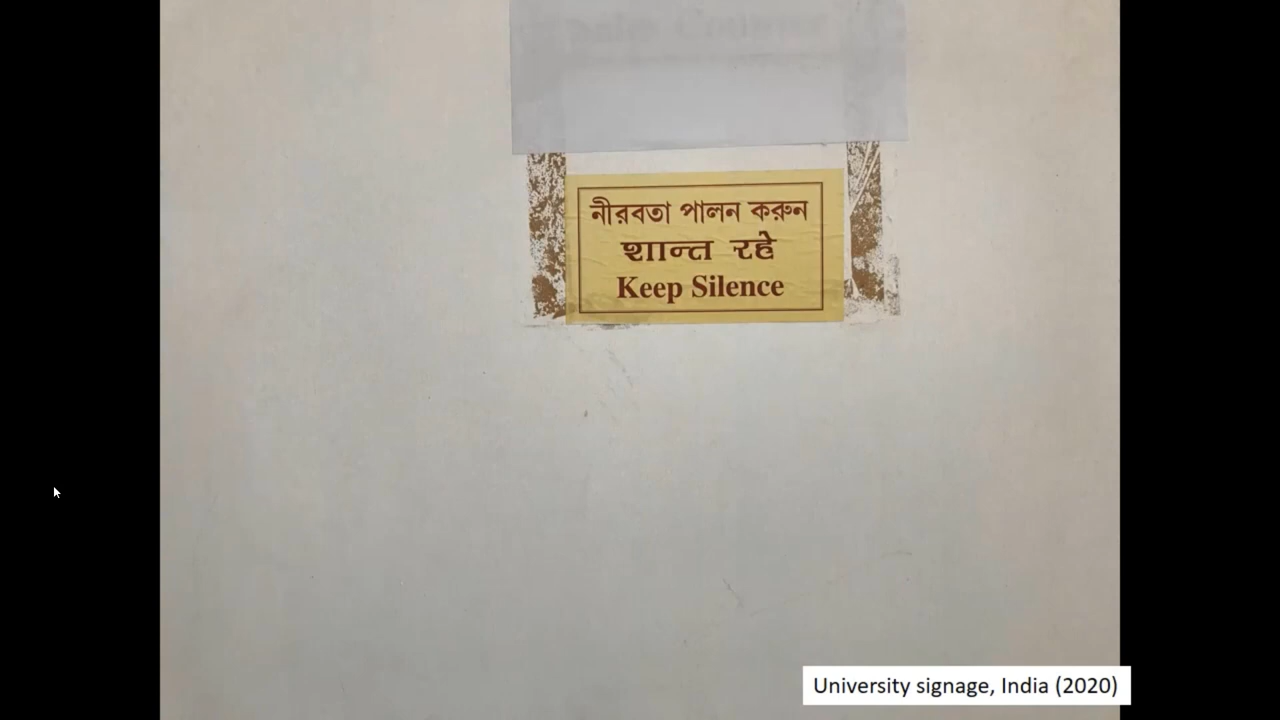 নীরবতা পালন করুন
शान्त रहे
Keep Silence
University signage, India (2020)